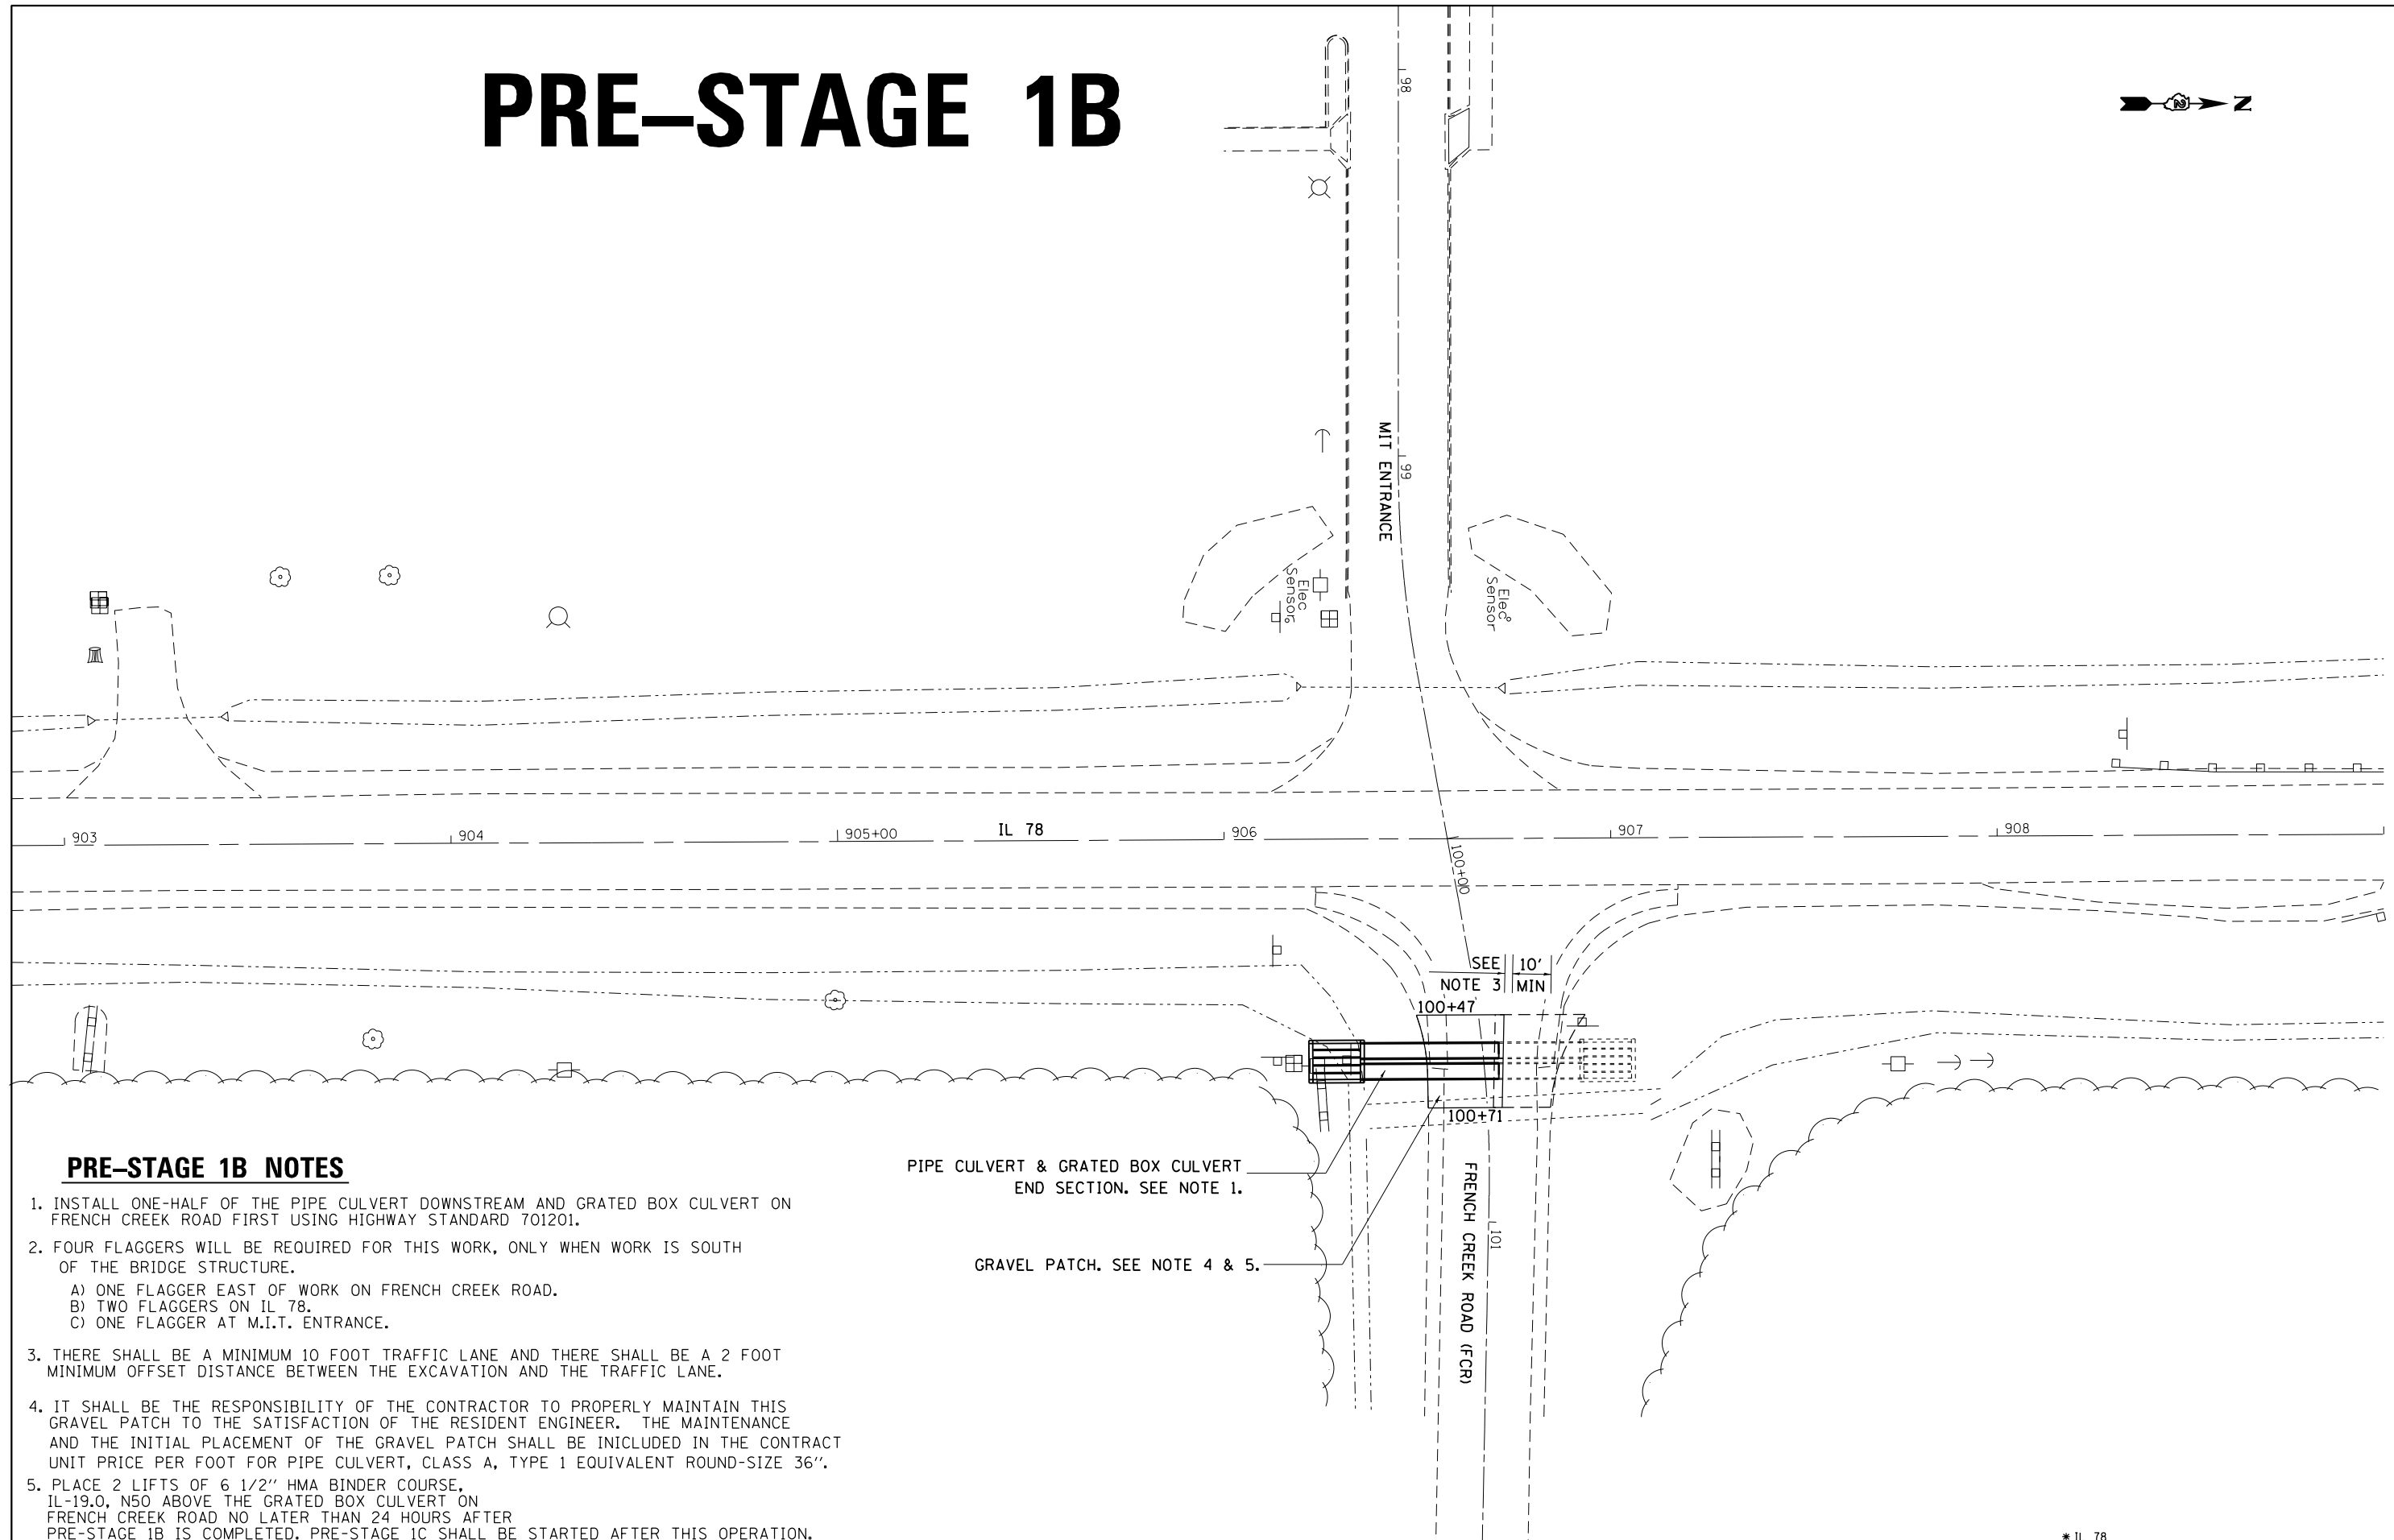 PRE–STAGE 1B
N
98
MIT ENTRANCE
99
Elec
Sensor
Elec
Sensor
903
904
905+00
IL 78
906
907
908
100+00
SEE
NOTE 3
10'
MIN
100+47
100+71
FRENCH CREEK ROAD (FCR)
101
PIPE CULVERT & GRATED BOX CULVERT
END SECTION. SEE NOTE 1.
GRAVEL PATCH. SEE NOTE 4 & 5.
PRE–STAGE 1B NOTES
1. INSTALL ONE-HALF OF THE PIPE CULVERT DOWNSTREAM AND GRATED BOX CULVERT ON
FRENCH CREEK ROAD FIRST USING HIGHWAY STANDARD 701201.
2. FOUR FLAGGERS WILL BE REQUIRED FOR THIS WORK, ONLY WHEN WORK IS SOUTH
OF THE BRIDGE STRUCTURE.
A) ONE FLAGGER EAST OF WORK ON FRENCH CREEK ROAD.
B) TWO FLAGGERS ON IL 78.
C) ONE FLAGGER AT M.I.T. ENTRANCE.
3. THERE SHALL BE A MINIMUM 10 FOOT TRAFFIC LANE AND THERE SHALL BE A 2 FOOT
MINIMUM OFFSET DISTANCE BETWEEN THE EXCAVATION AND THE TRAFFIC LANE.
4. IT SHALL BE THE RESPONSIBILITY OF THE CONTRACTOR TO PROPERLY MAINTAIN THIS
GRAVEL PATCH TO THE SATISFACTION OF THE RESIDENT ENGINEER. THE MAINTENANCE
AND THE INITIAL PLACEMENT OF THE GRAVEL PATCH SHALL BE INICLUDED IN THE CONTRACT
UNIT PRICE PER FOOT FOR PIPE CULVERT, CLASS A, TYPE 1 EQUIVALENT ROUND-SIZE 36".
5. PLACE 2 LIFTS OF 6 1/2" HMA BINDER COURSE,
IL-19.0, N50 ABOVE THE GRATED BOX CULVERT ON
FRENCH CREEK ROAD NO LATER THAN 24 HOURS AFTER
PRE-STAGE 1B IS COMPLETED. PRE-STAGE 1C SHALL BE STARTED AFTER THIS OPERATION.
* IL 78